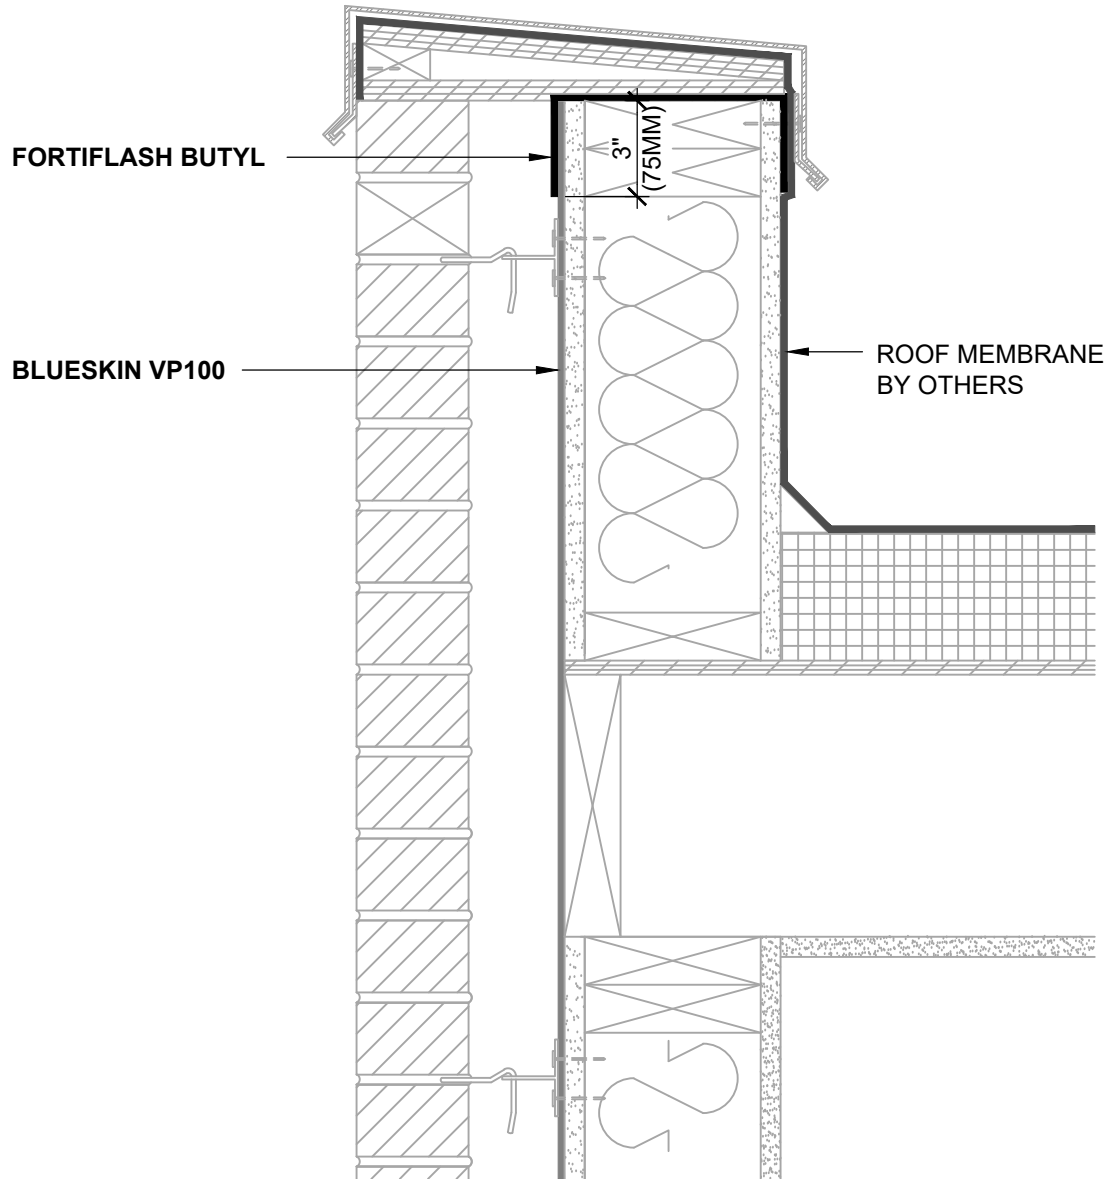 FORTIFLASH BUTYL
3"
(75MM)
BLUESKIN VP100
ROOF MEMBRANE
BY OTHERS